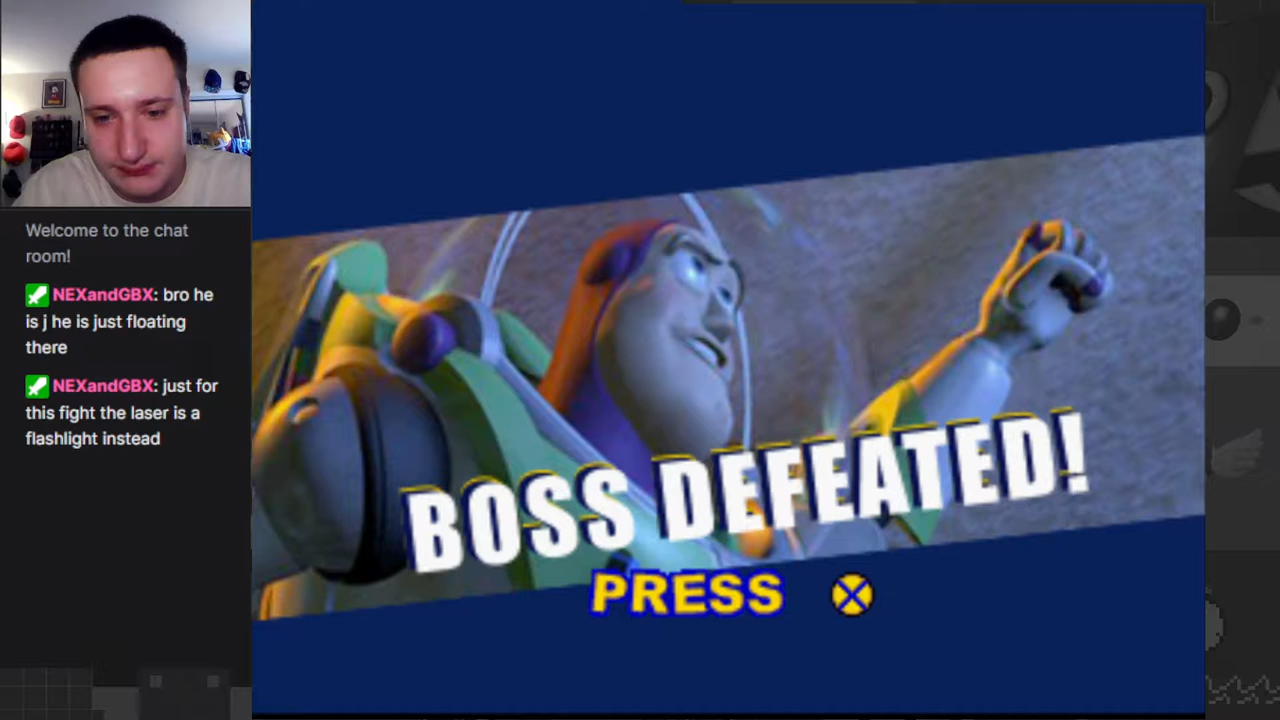 Welcome to the chat
room!
NEXandGBX: bro he
is j he is just floating
there
NEXandGBX: just for
this fight the laser is a
flashlight instead
BOSS DEFEATED!
PRESS